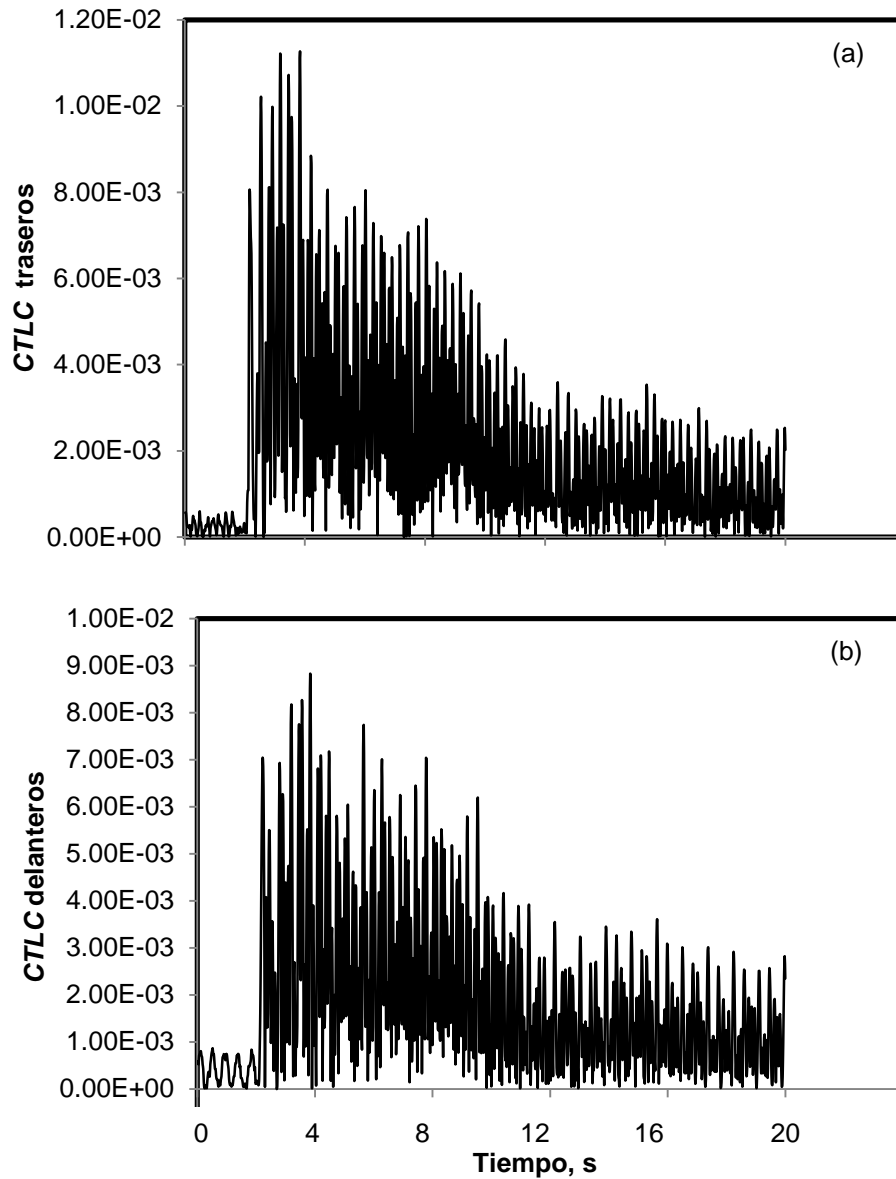 1.20E-02
(a)
1.00E-02
8.00E-03
6.00E-03
4.00E-03
2.00E-03
0.00E+00
CTLC traseros
1.00E-02
(b)
9.00E-03
8.00E-03
7.00E-03
6.00E-03
5.00E-03
4.00E-03
3.00E-03
2.00E-03
1.00E-03
0.00E+00
CTLC delanteros
0 4 8 12 16 20
Tiempo, s